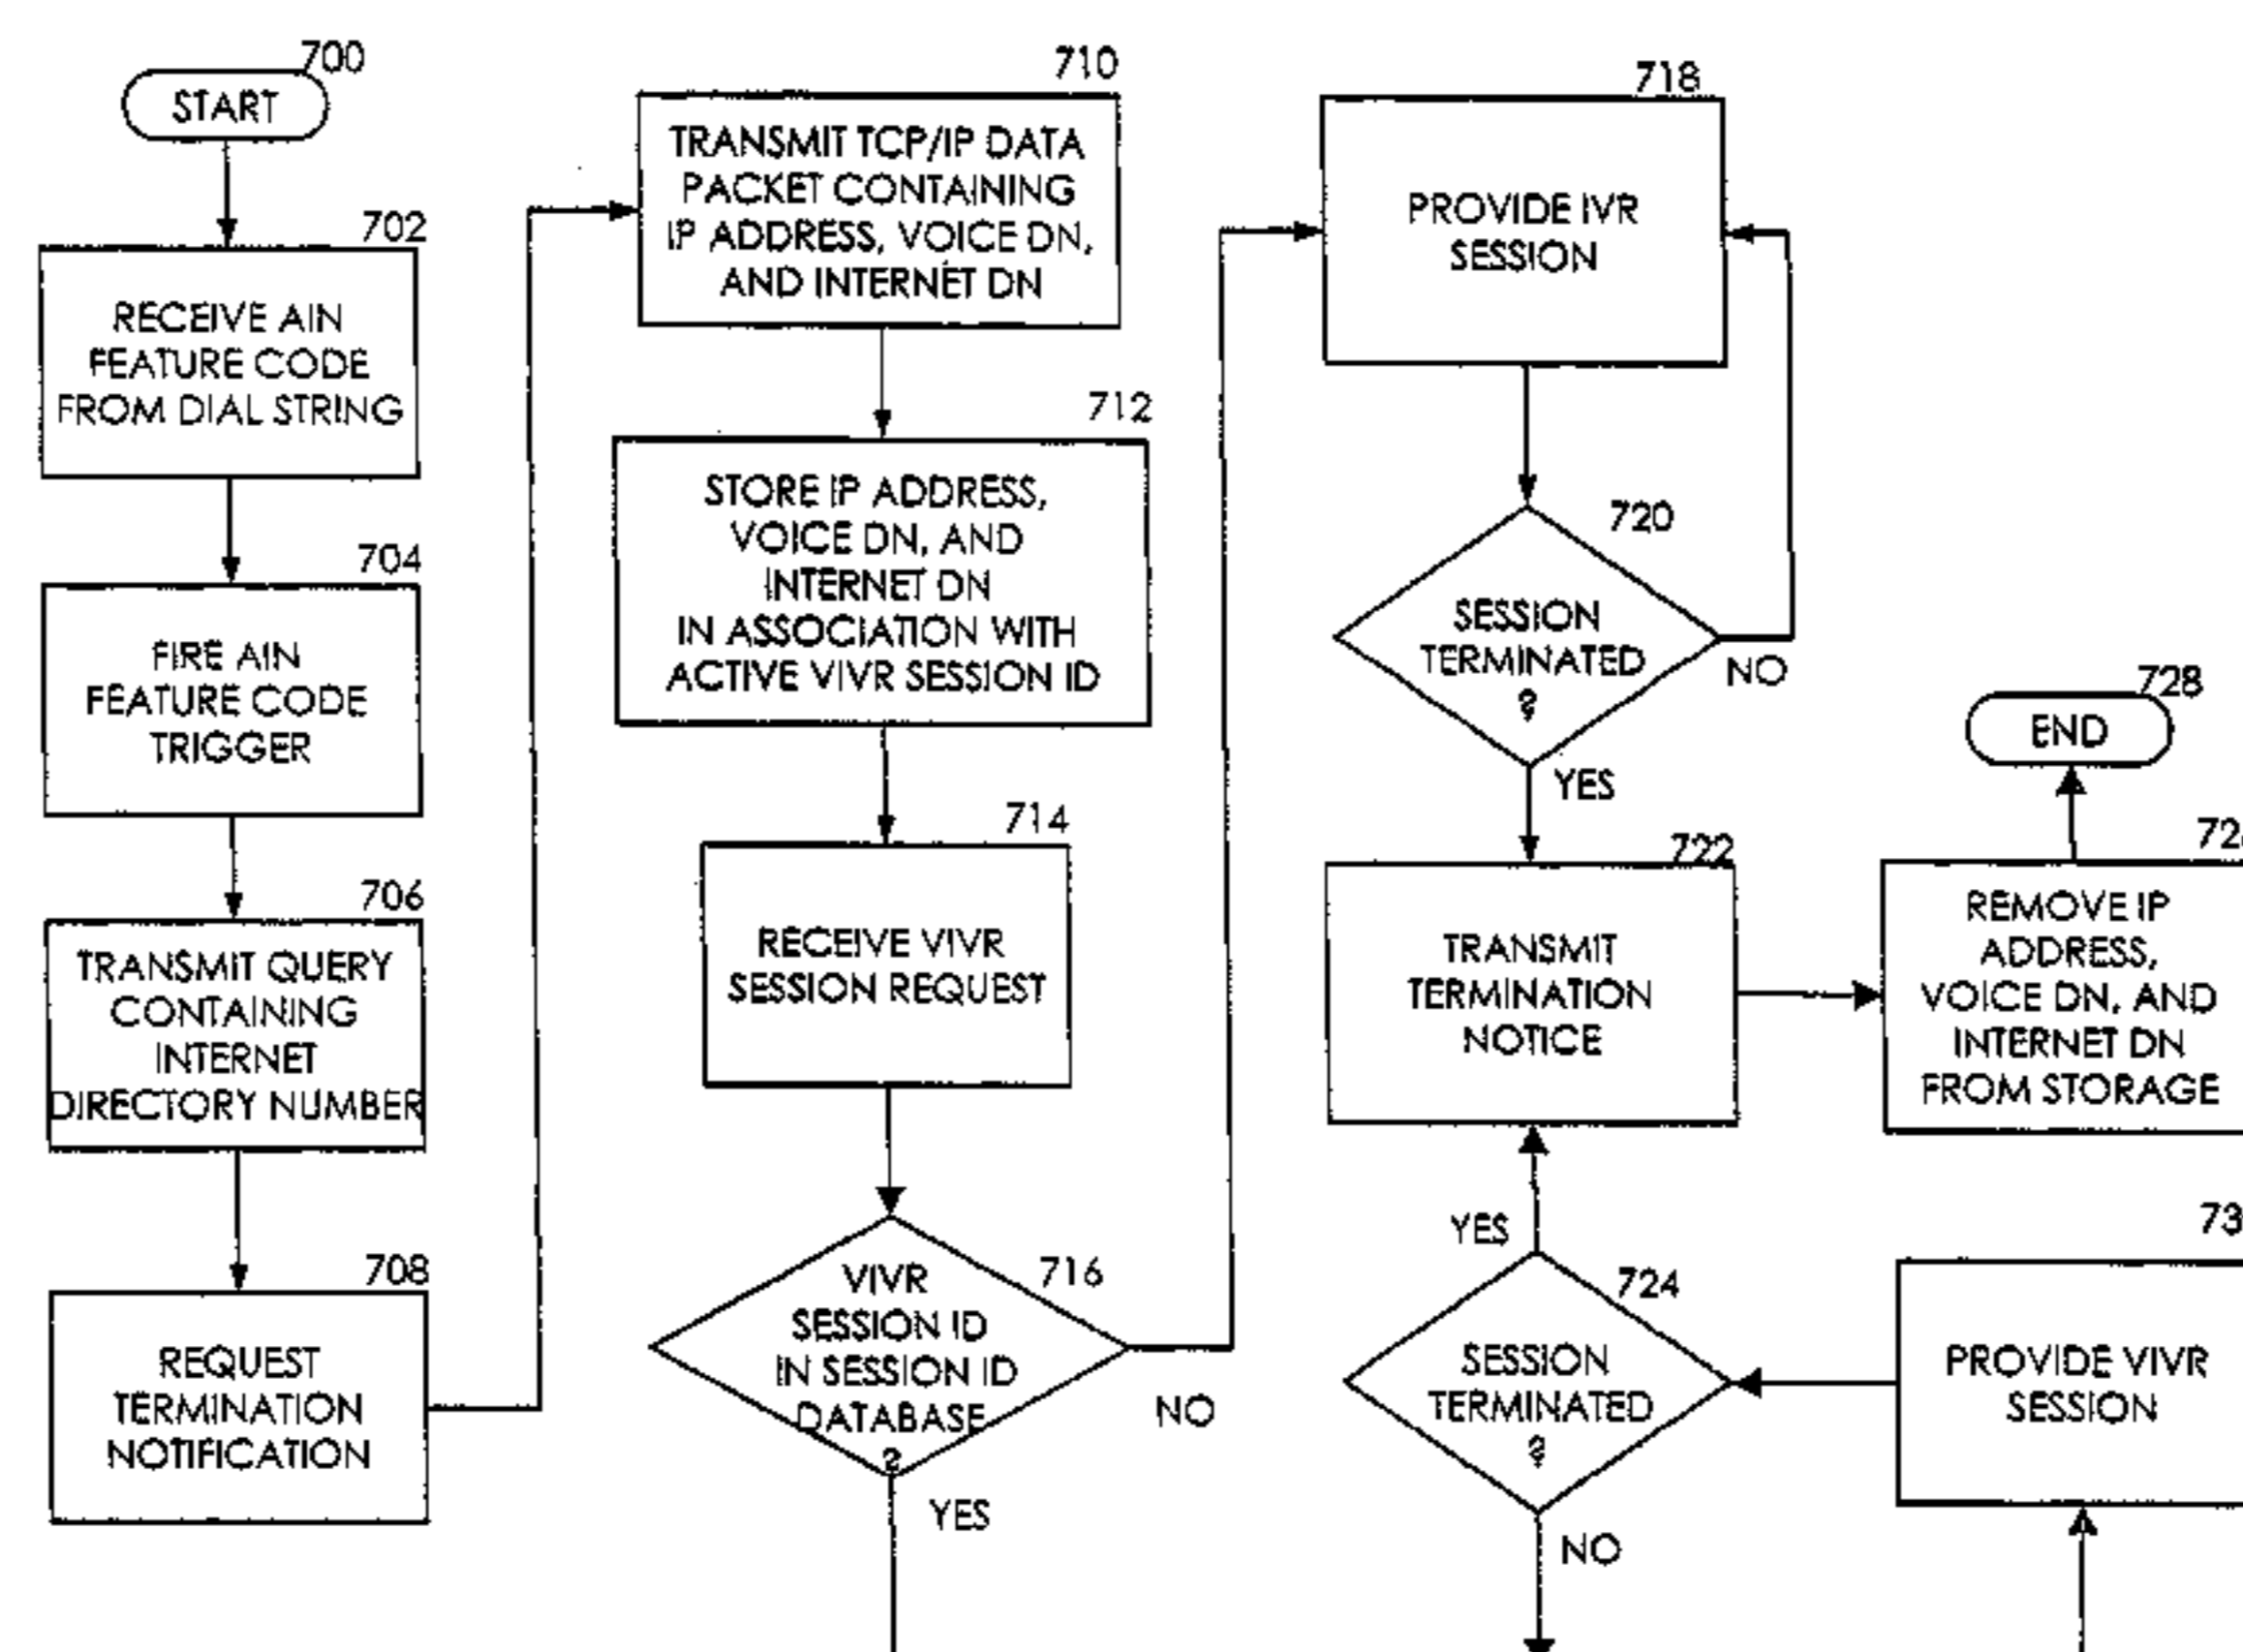 700
START
702
RECEIVE AIN
FEATURE CODE
FROM DIAL STRING
704
FIRE AIN
FEATURE CODE
TRIGGER
706
TRANSMIT QUERY
CONTAINING
INTERNET
DIRECTORY NUMBER
708
REQUEST
TERMINATION
NOTIFICATION
710
TRANSMIT TCP/IP DATA
PACKET CONTAINING
IP ADDRESS, VOICE DN,
AND INTERNET DN
712
STORE IP ADDRESS,
VOICE DN, AND
INTERNET DN
IN ASSOCIATION WITH
ACTIVE VIVR SESSION ID
714
RECEIVE VIVR
SESSION REQUEST
716
VIVR
SESSION ID
IN SESSION ID
DATABASE
?
NO
YES
718
PROVIDE IVR
SESSION
720
SESSION
TERMINATED
?
NO
YES
722
TRANSMIT
TERMINATION
NOTICE
YES
724
SESSION
TERMINATED
?
NO
728
END
REMOVE IP
ADDRESS,
VOICE DN, AND
INTERNET DN
FROM STORAGE
PROVIDE VIVR
SESSION